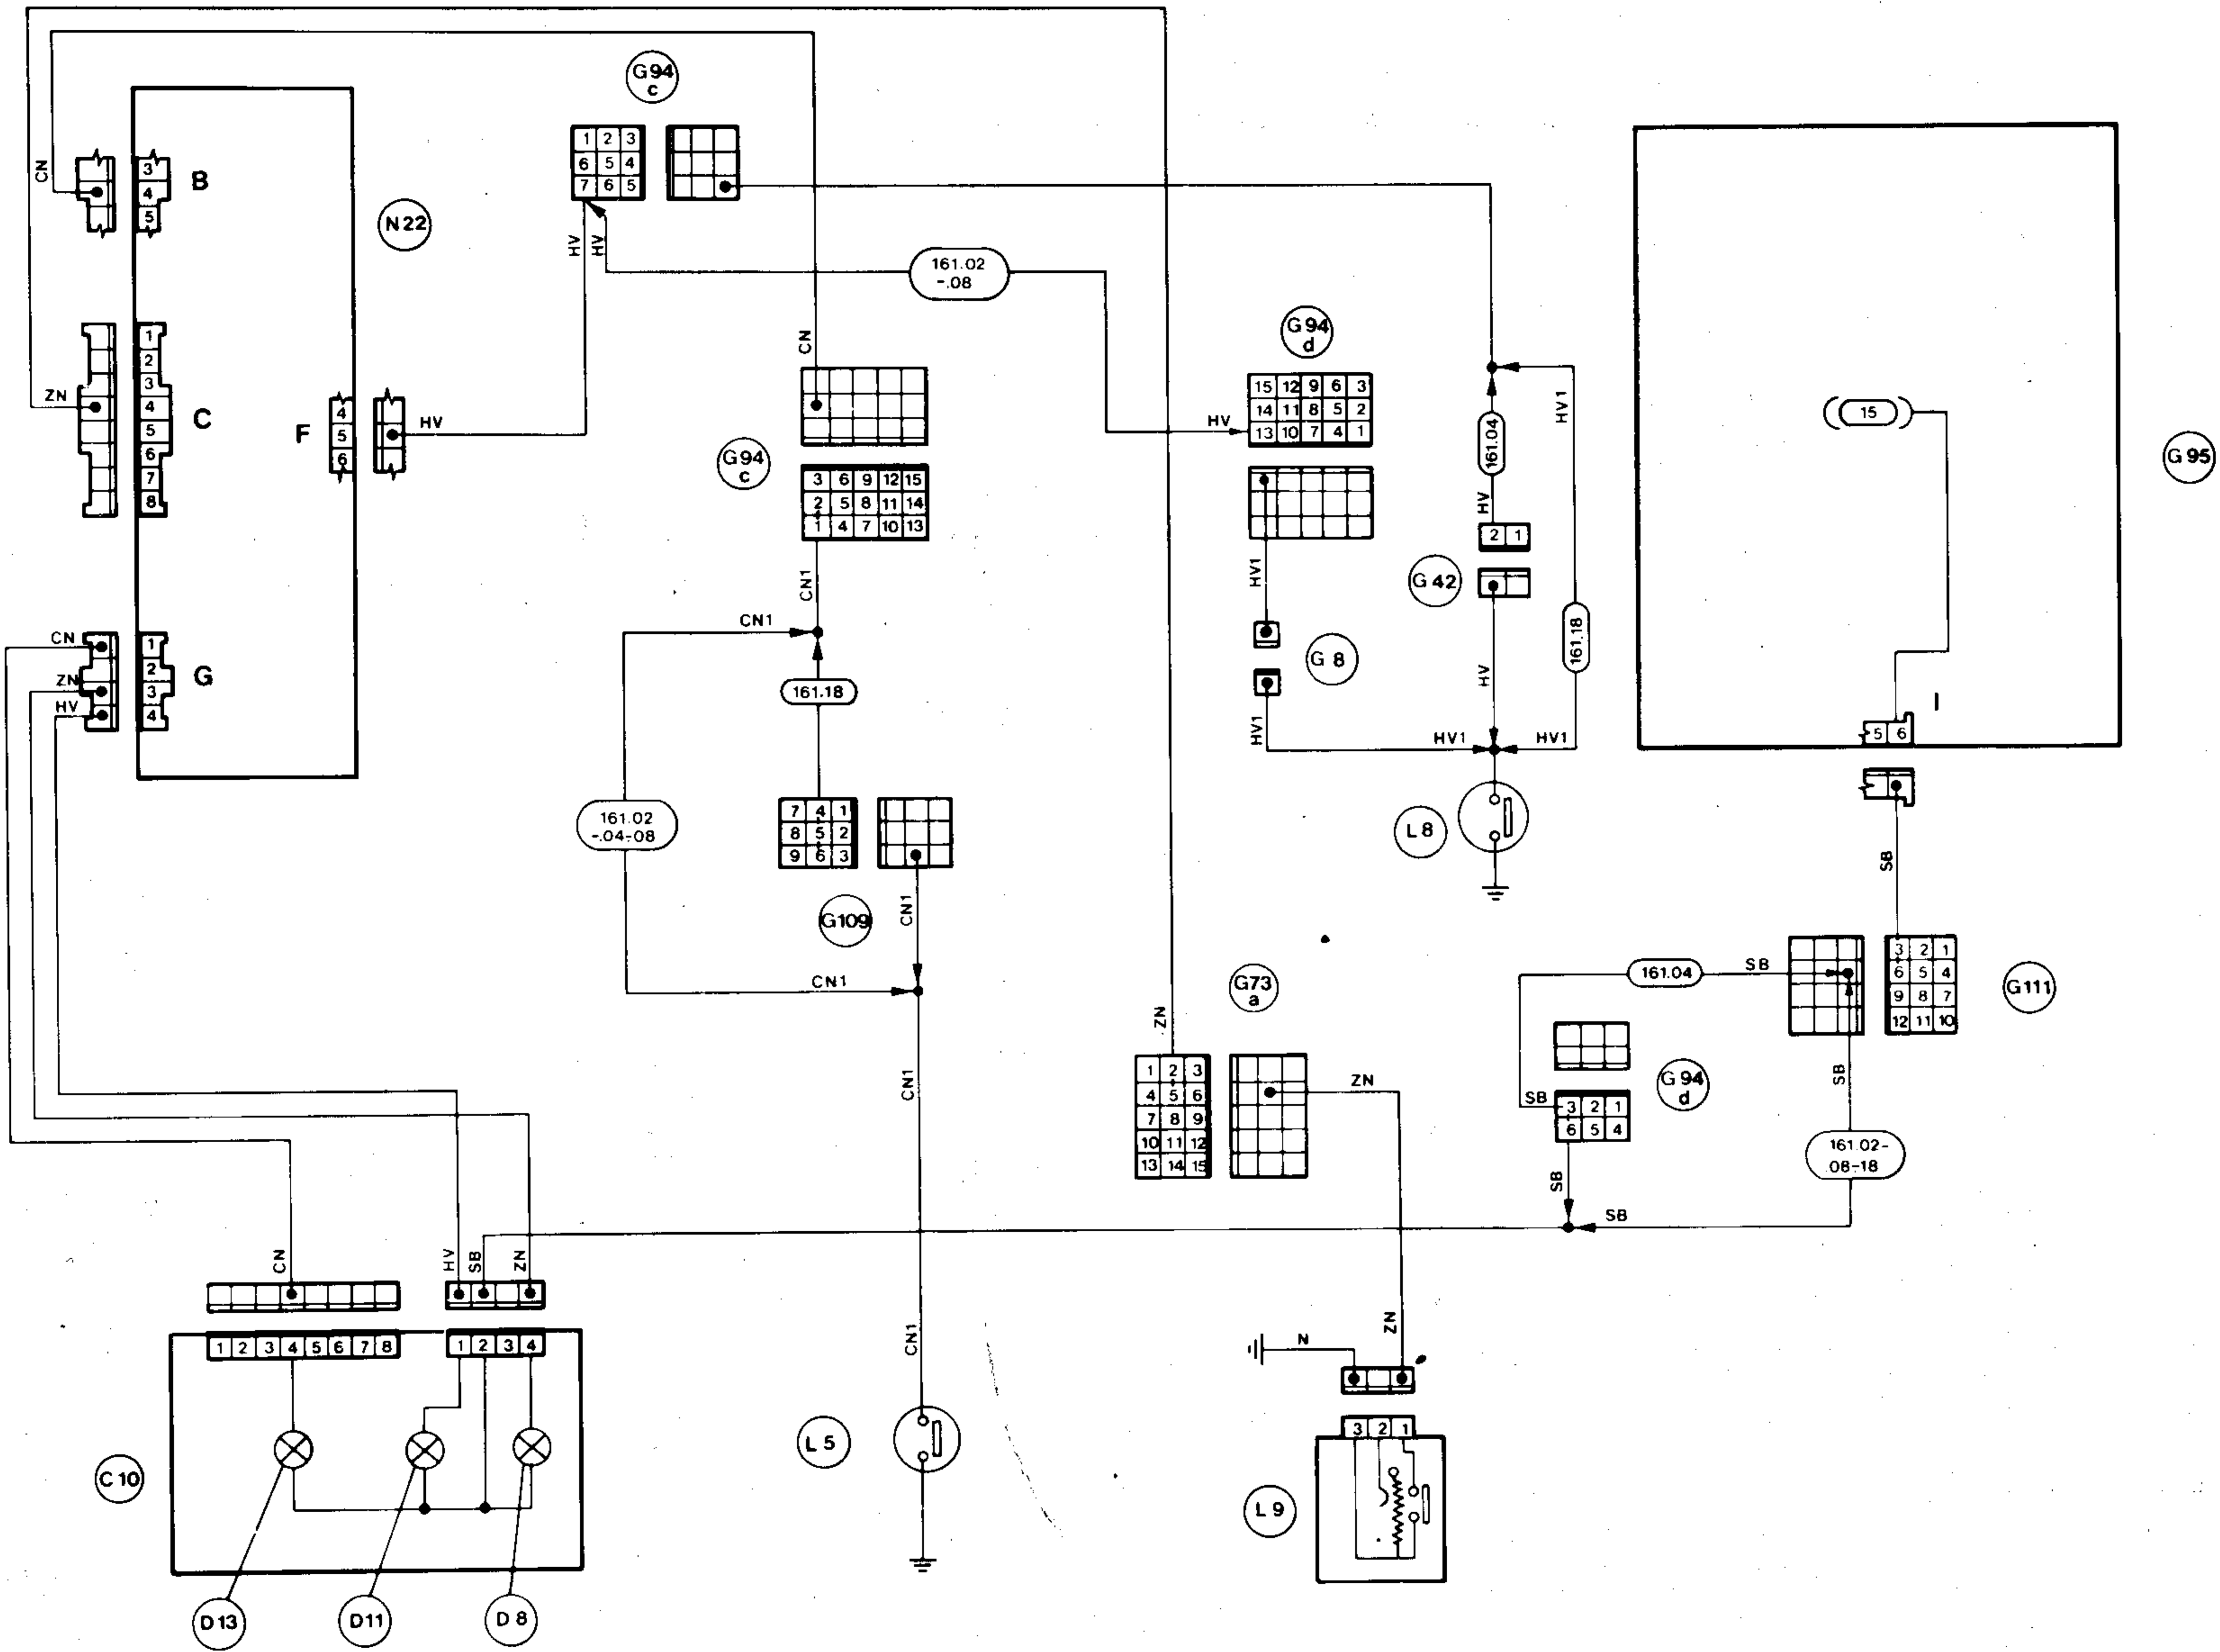 G94
c
1 2 3
6 5 4
7 6 5
CN
3
4
5
B
N22
HV
HV
161.02
-.08
CN
G94
d
15 12 9 6 3
14 11 8 5 2
13 10 7 4 1
HV
161.04
HV1
HV
2 1
(15)
G95
ZN
1
2
3
4
5
6
7
8
C
F
4
5
6
HV
G94
c
3 6 9 12 15
2 5 8 11 14
1 4 7 10 13
CN1
HV1
G42
G8
HV
161.18
CN1
161.18
CN
ZN
HV
1
2
3
4
G
HV1
HV1
HV1
I
5 6
161.02
-.04-08
7 4 1
8 5 2
9 6 3
G109
CN1
CN1
L8
SB
G73
a
ZN
1 2 3
4 5 6
7 8 9
10 11 12
13 14 15
ZN
161.04
SB
3 2 1
6 5 4
9 8 7
12 11 10
G111
G94
d
SB
3 2 1
6 5 4
SB
SB
161.02-
08-18
SB
CN1
CN
HV
SB
ZN
1 2 3 4 5 6 7 8
1 2 3 4
CN1
N
ZN
3 2 1
C10
L5
L9
D13
D11
D8